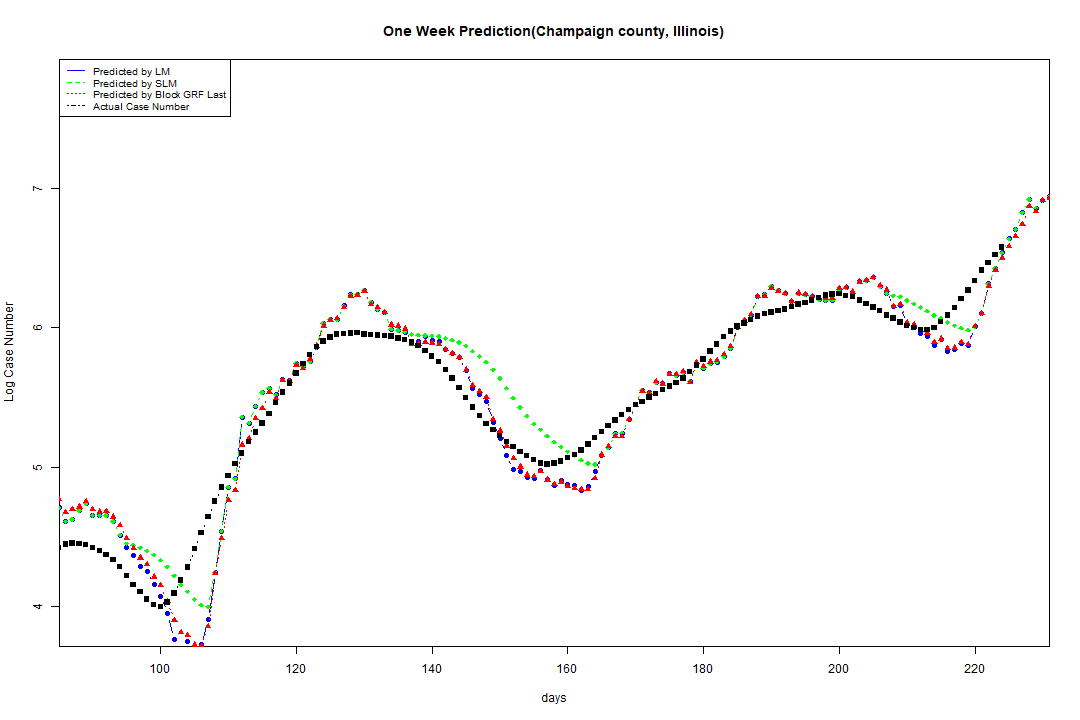 One Week Prediction(Champaign county, Illinois)
Predicted by LM
Predicted by SLM
Predicted by Block GRF Last
Actual Case Number
7
6
5
4
Log Case Number
100 120 140 160 180 200 220
days